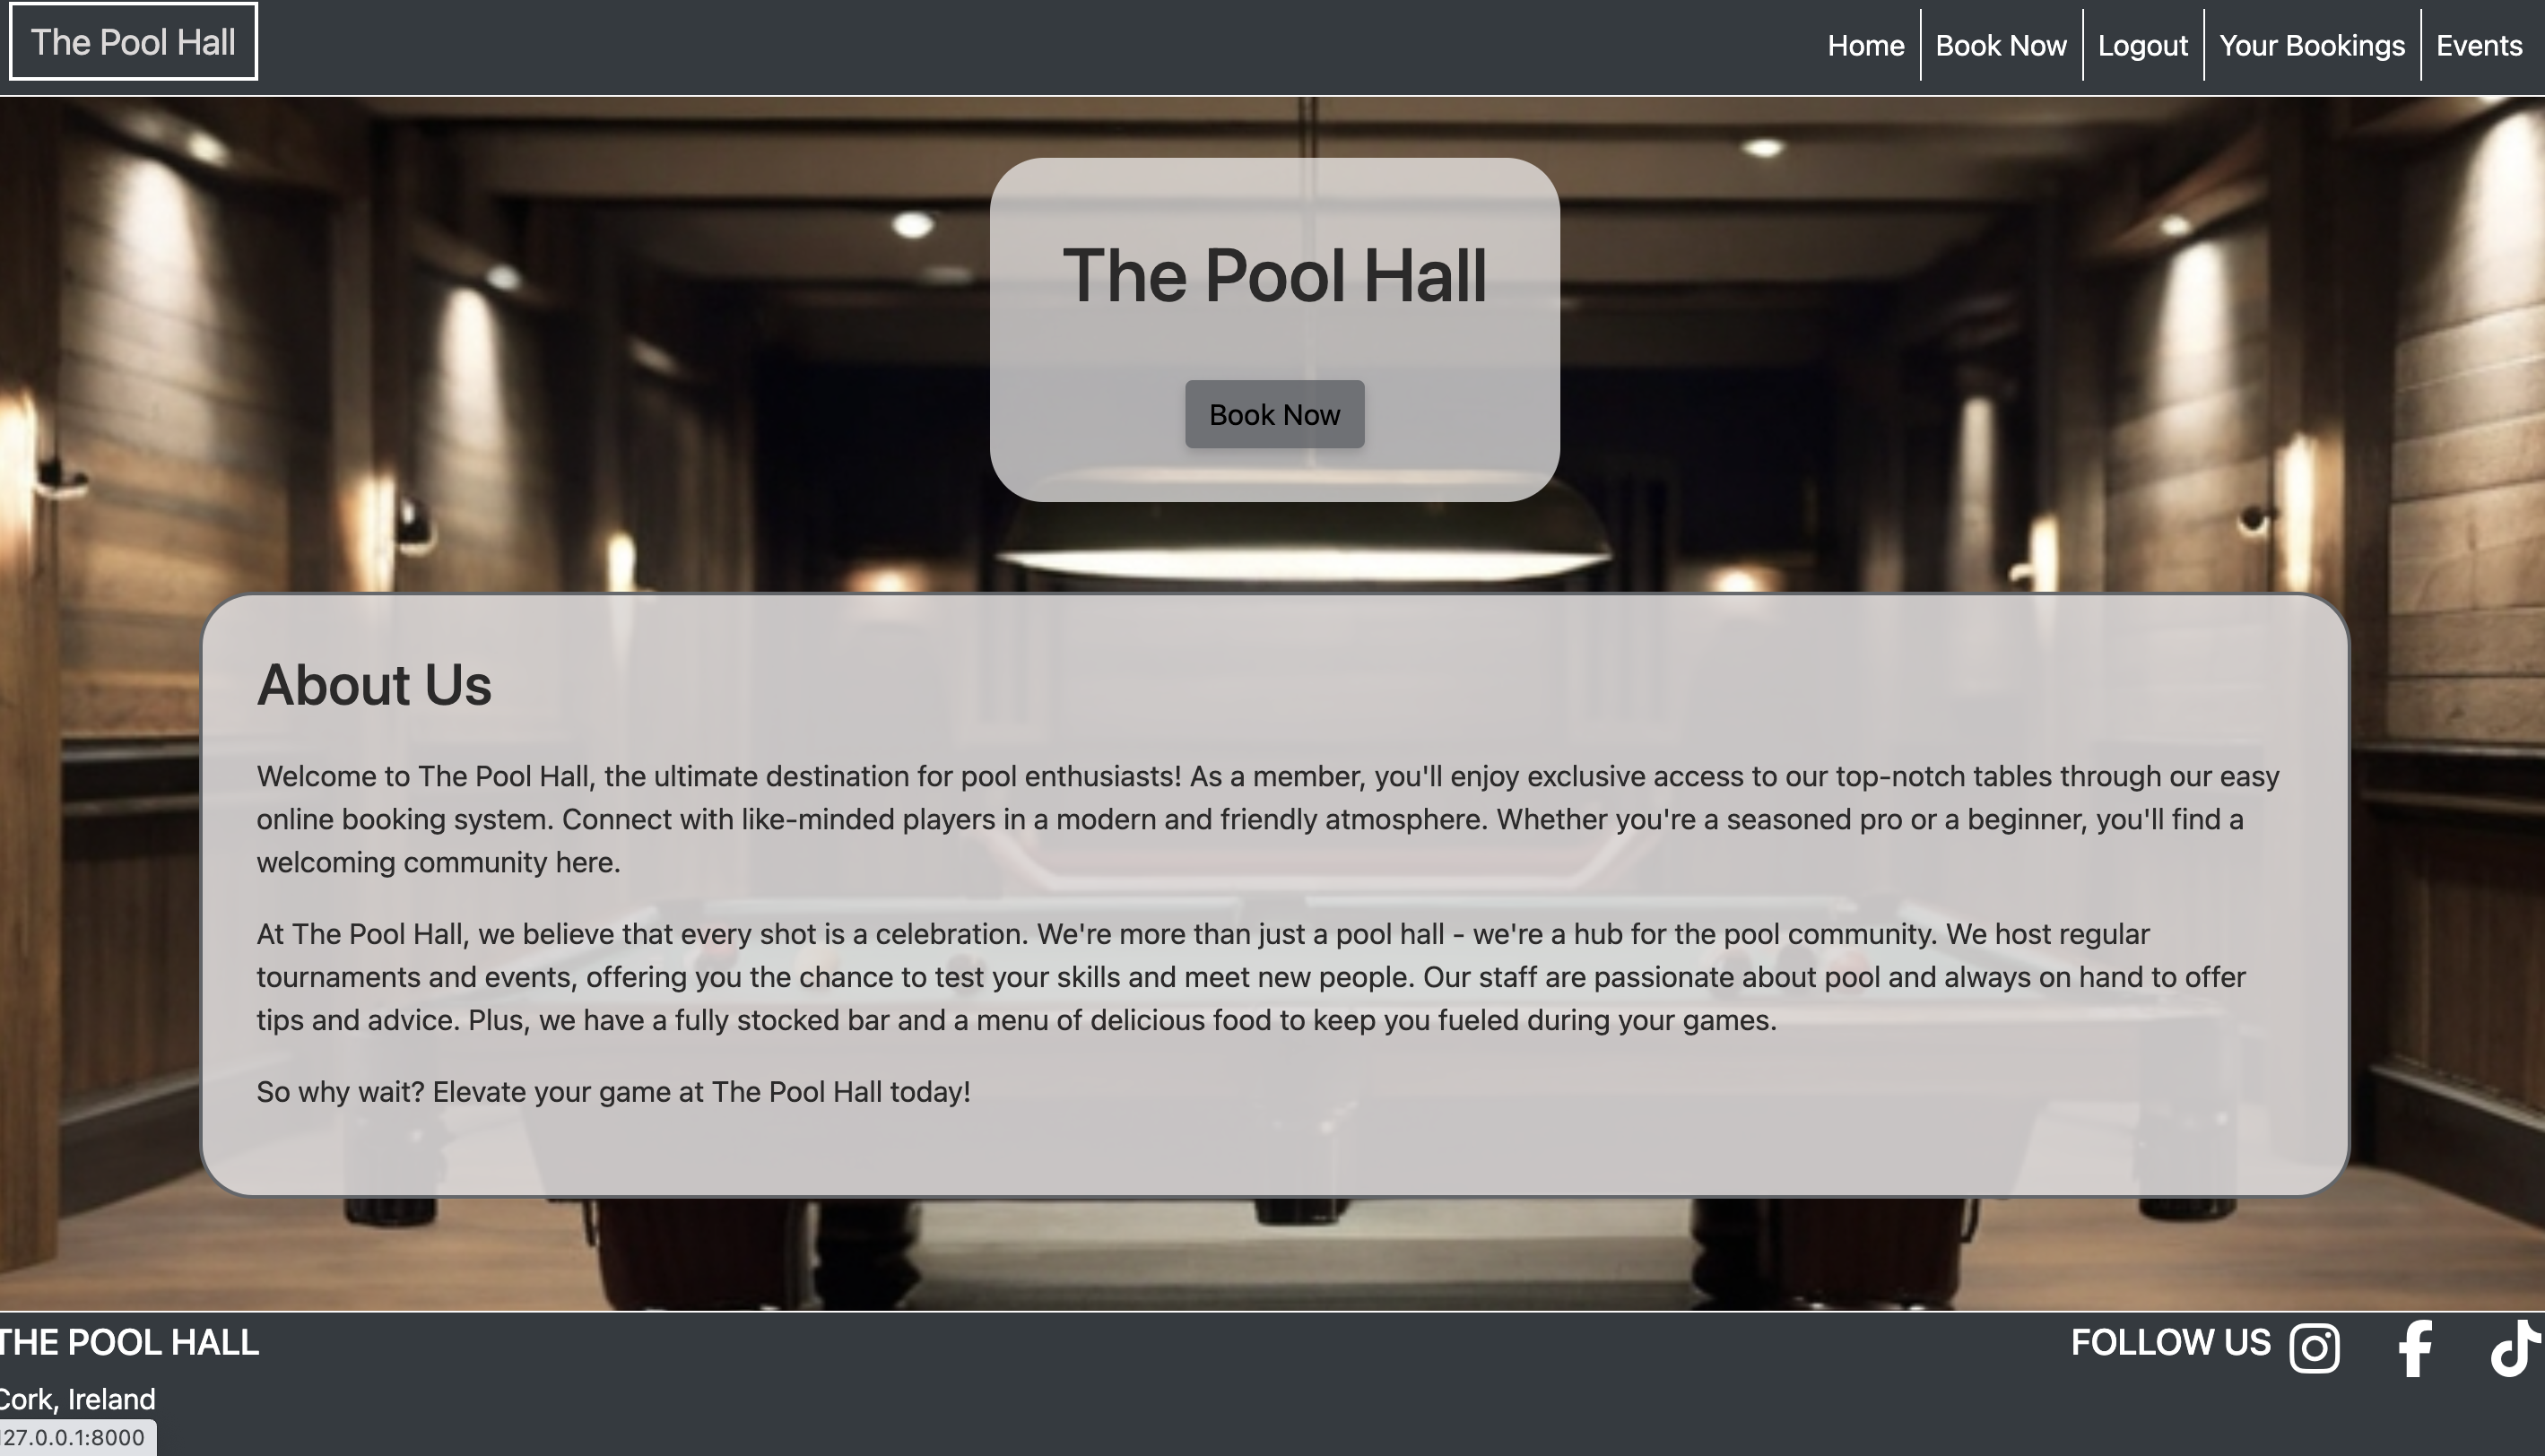 The Pool Hall
Home
Book Now
Logout
Your Bookings
Events
The Pool Hall
Book Now
About Us
Welcome to The Pool Hall, the ultimate destination for pool enthusiasts! As a member, you'll enjoy exclusive access to our top-notch tables through our easy
online booking system. Connect with like-minded players in a modern and friendly atmosphere. Whether you're a seasoned pro or a beginner, you'll find a
welcoming community here.
At The Pool Hall, we believe that every shot is a celebration. We're more than just a pool hall - we're a hub for the pool community. We host regular
tournaments and events, offering you the chance to test your skills and meet new people. Our staff are passionate about pool and always on hand to offer
tips and advice. Plus, we have a fully stocked bar and a menu of delicious food to keep you fueled during your games.
So why wait? Elevate your game at The Pool Hall today!
THE POOL HALL
FOLLOW US
Cork, Ireland
127.0.0.1:8000